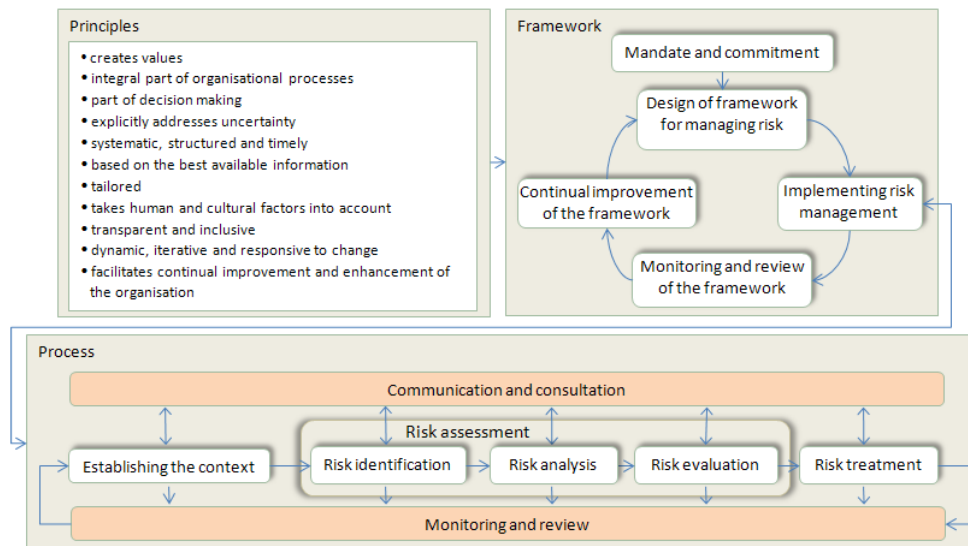 Principles
• creates values
• integral part of organisational processes
• part of decision making
• explicitly addresses uncertainty
• systematic, structured and timely
• based on the best available information
• tailored
• takes human and cultural factors into account
• transparent and inclusive
• dynamic, iterative and responsive to change
• facilitates continual improvement and enhancement of
the organisation
Framework
Mandate and commitment
Design of framework
for managing risk
Continual improvement
of the framework
Implementing risk
management
Monitoring and review
of the framework
Process
Communication and consultation
Risk assessment
Establishing the context
Risk identification
Risk analysis
Risk evaluation
Risk treatment
Monitoring and review